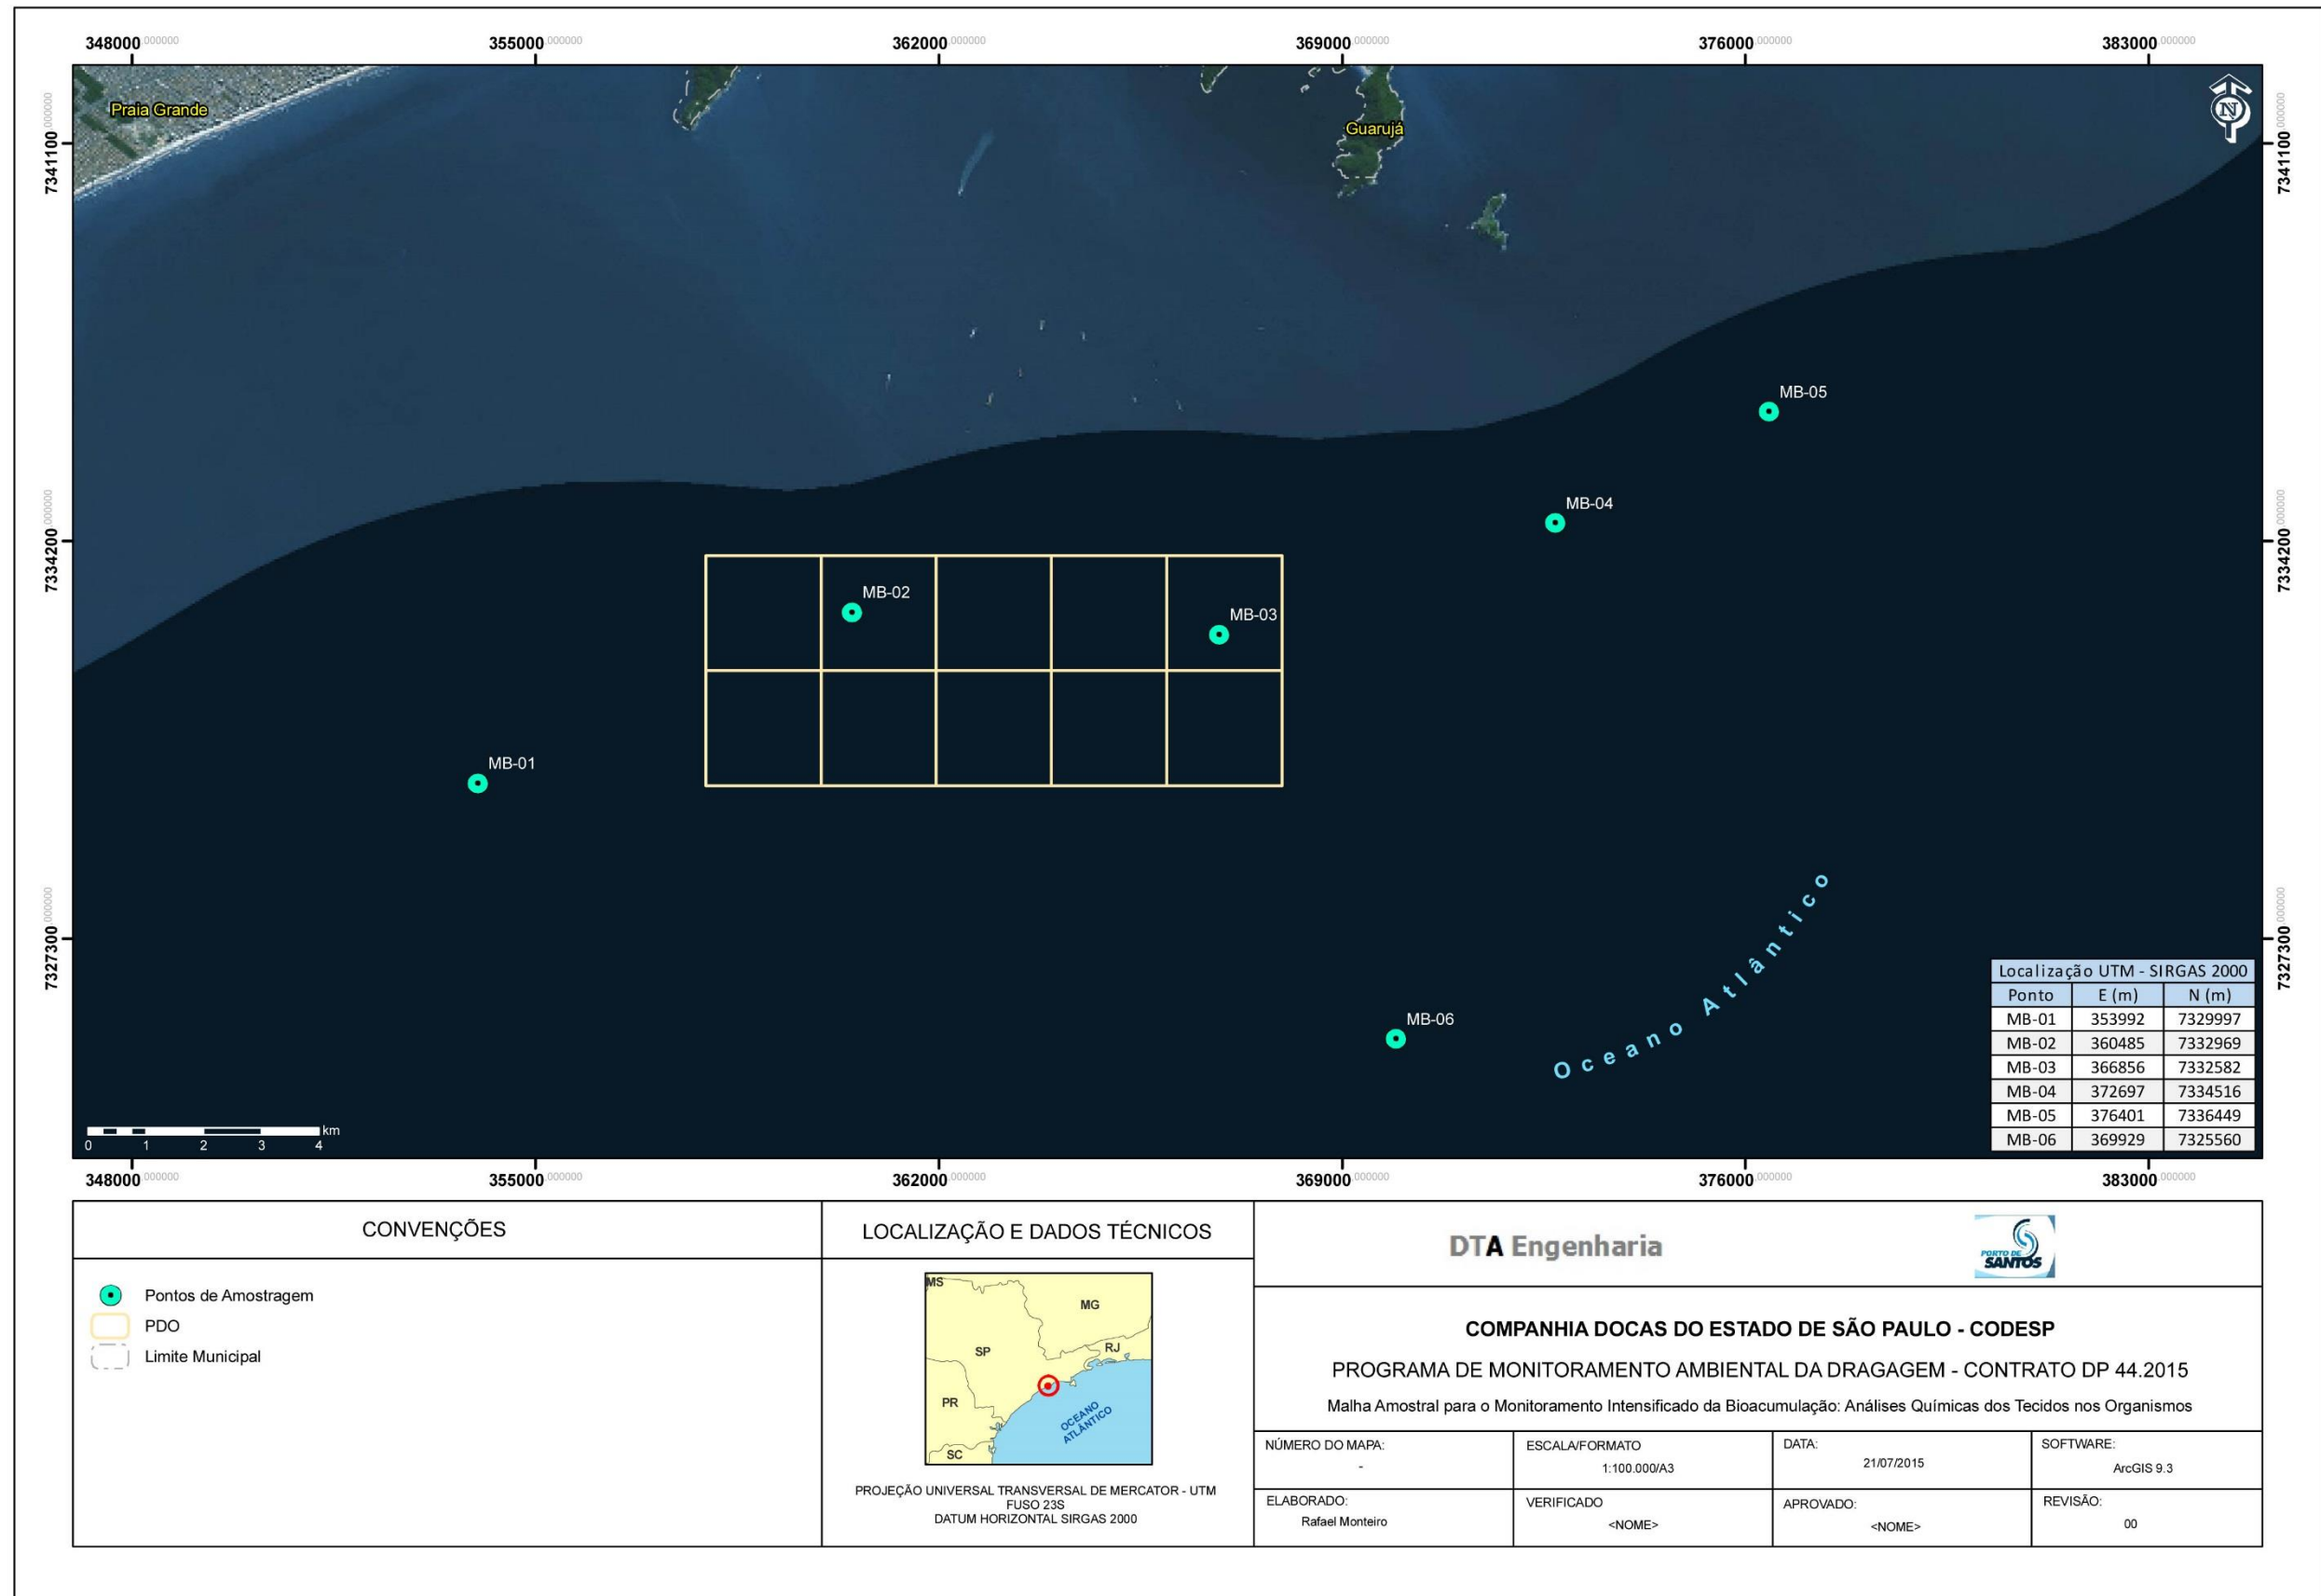 348000.000000 355000.000000 362000.000000 369000.000000 376000.000000 383000.000000
7341100.000000
7341100.000000
Praia Grande
Guarujá
N
MB-05
MB-04
7334200.000000
7334200.000000
MB-02
MB-03
MB-01
Oceano Atlântico
7327300.000000
7327300.000000
MB-06
Localização UTM - SIRGAS 2000
Ponto E (m) N (m)
MB-01 353992 7329997
MB-02 360485 7332969
MB-03 366856 7332582
MB-04 372697 7334516
MB-05 376401 7336449
MB-06 369929 7325560
km
0 1 2 3 4
348000.000000 355000.000000 362000.000000 369000.000000 376000.000000 383000.000000
CONVENÇÕES
Pontos de Amostragem
PDO
Limite Municipal
LOCALIZAÇÃO E DADOS TÉCNICOS
MS
MG
SP
RJ
PR
OCEANO
ATLÂNTICO
SC
PROJEÇÃO UNIVERSAL TRANSVERSAL DE MERCATOR - UTM
FUSO 23S
DATUM HORIZONTAL SIRGAS 2000
DTA Engenharia
PORTO DE
SANTOS
COMPANHIA DOCAS DO ESTADO DE SÃO PAULO - CODESP
PROGRAMA DE MONITORAMENTO AMBIENTAL DA DRAGAGEM - CONTRATO DP 44.2015
Malha Amostral para o Monitoramento Intensificado da Bioacumulação: Análises Químicas dos Tecidos nos Organismos
NÚMERO DO MAPA:
-
ESCALA/FORMATO
1:100.000/A3
DATA:
21/07/2015
SOFTWARE:
ArcGIS 9.3
ELABORADO:
Rafael Monteiro
VERIFICADO
<NOME>
APROVADO:
<NOME>
REVISÃO:
00